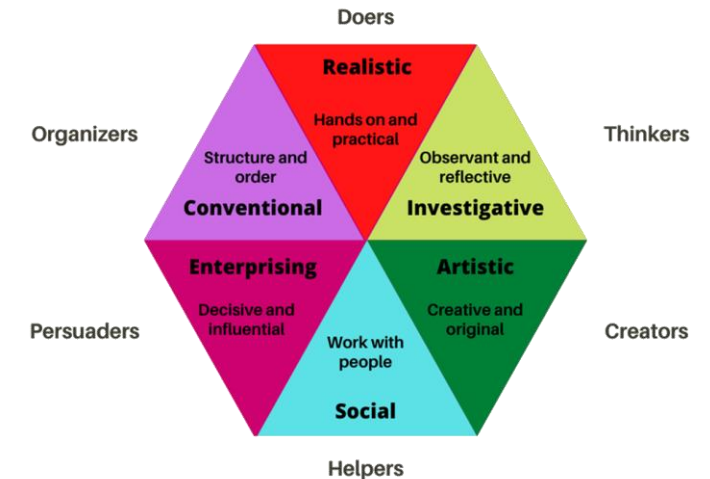 Doers
Realistic
Hands on and
practical
Organizers
Structure and
order
Conventional
Thinkers
Observant and
reflective
Investigative
Enterprising
Decisive and
influential
Persuaders
Artistic
Creative and
original
Creators
Work with
people
Social
Helpers